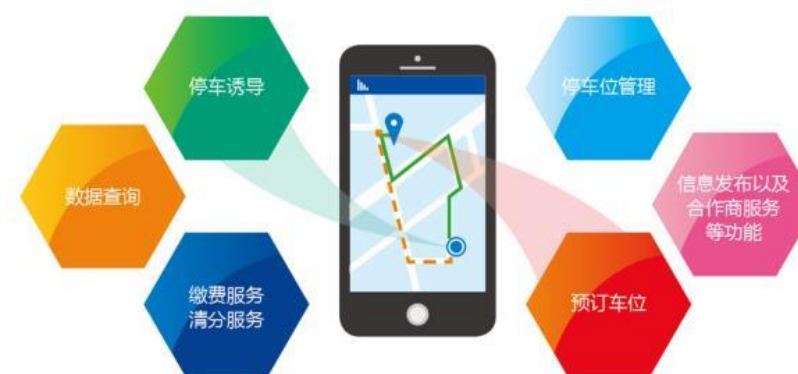 停车诱导
停车位管理
数据查询
信息发布以及
合作商服务
等功能
缴费服务
清分服务
预订车位